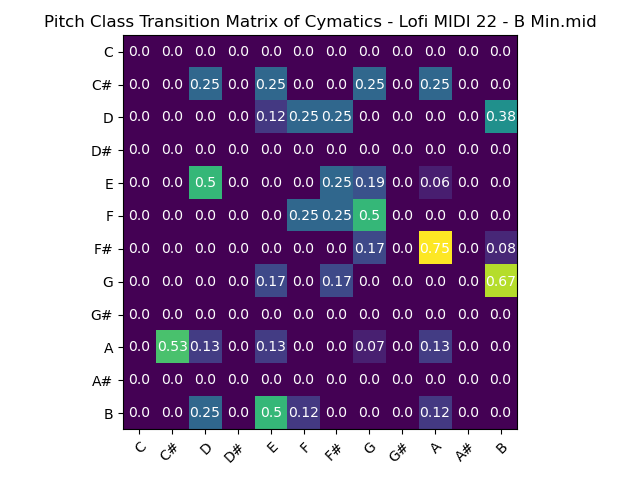 Pitch Class Transition Matrix of Cymatics - Lofi MIDI 22 - B Min.mid
C 0.0 0.0 0.0 0.0 0.0 0.0 0.0 0.0 0.0 0.0 0.0 0.0
C# 0.0 0.0 0.25 0.0 0.25 0.0 0.0 0.25 0.0 0.25 0.0 0.0
D 0.0 0.0 0.0 0.0 0.12 0.25 0.25 0.0 0.0 0.0 0.0 0.38
D# 0.0 0.0 0.0 0.0 0.0 0.0 0.0 0.0 0.0 0.0 0.0 0.0
E 0.0 0.0 0.5 0.0 0.0 0.0 0.25 0.19 0.0 0.06 0.0 0.0
F 0.0 0.0 0.0 0.0 0.0 0.25 0.25 0.5 0.0 0.0 0.0 0.0
F# 0.0 0.0 0.0 0.0 0.0 0.0 0.0 0.17 0.0 0.75 0.0 0.08
G 0.0 0.0 0.0 0.0 0.17 0.0 0.17 0.0 0.0 0.0 0.0 0.67
G# 0.0 0.0 0.0 0.0 0.0 0.0 0.0 0.0 0.0 0.0 0.0 0.0
A 0.0 0.53 0.13 0.0 0.13 0.0 0.0 0.07 0.0 0.13 0.0 0.0
A# 0.0 0.0 0.0 0.0 0.0 0.0 0.0 0.0 0.0 0.0 0.0 0.0
B 0.0 0.0 0.25 0.0 0.5 0.12 0.0 0.0 0.0 0.12 0.0 0.0
C C# D D# E F F# G G# A A# B